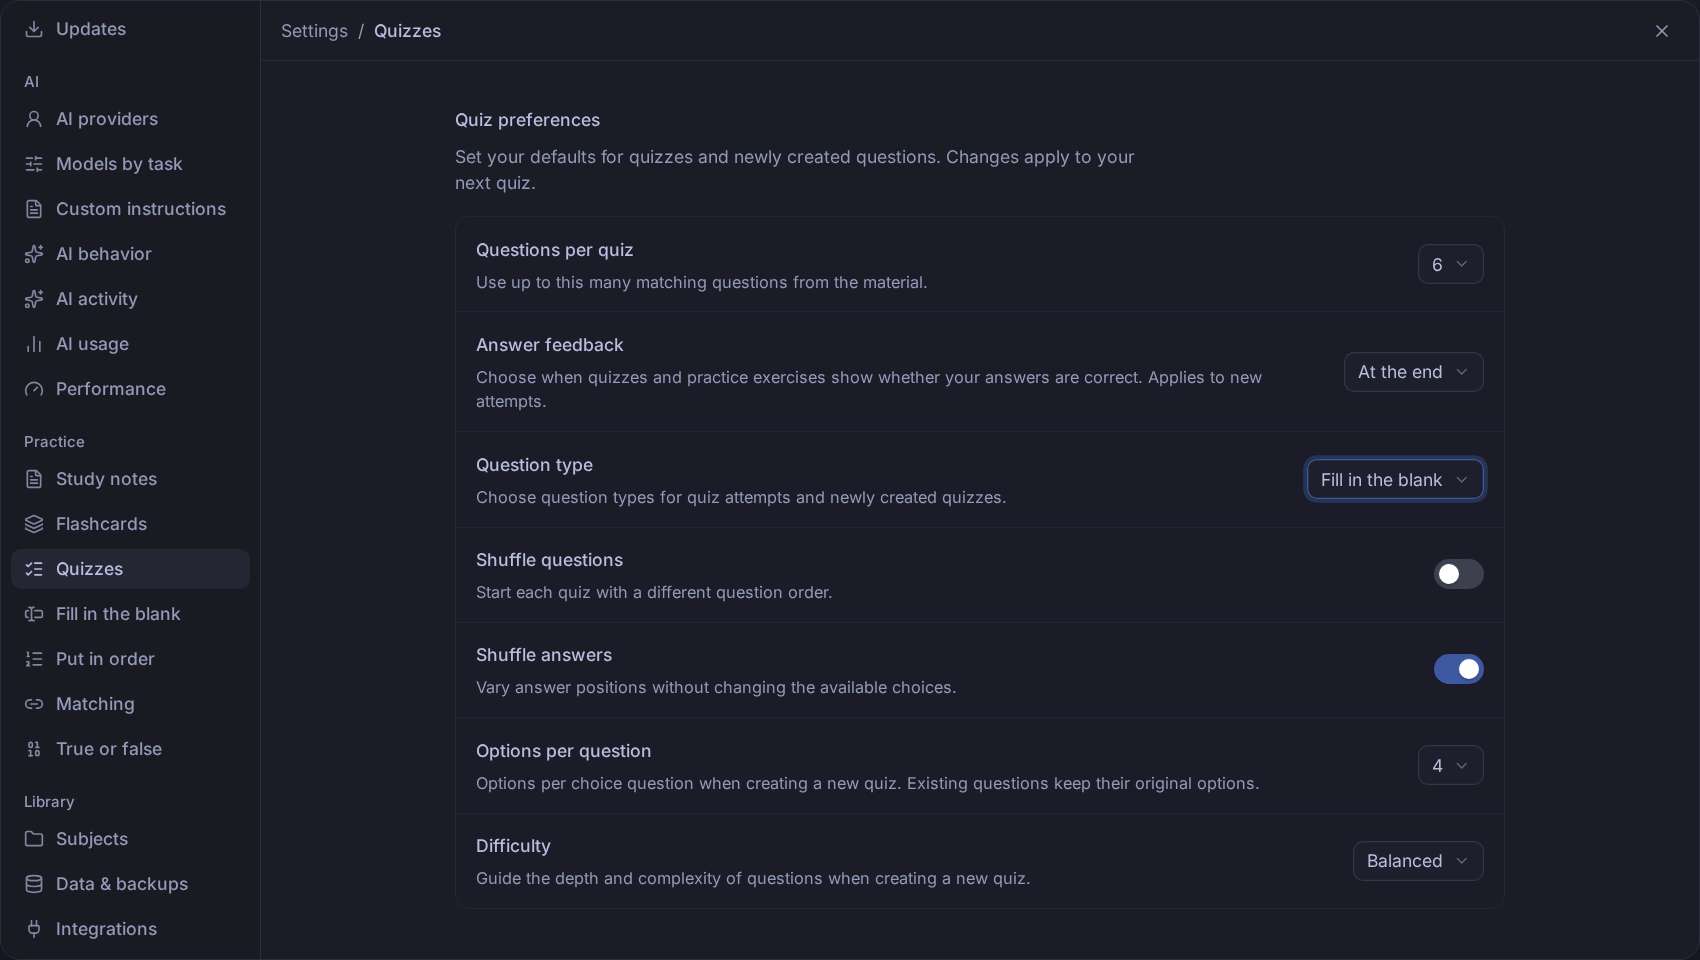 Updates
AI
AI providers
Models by task
Custom instructions
AI behavior
AI activity
AI usage
Performance
Practice
Study notes
Flashcards
Quizzes
Fill in the blank
Put in order
Matching
True or false
Library
Subjects
Data & backups
Integrations
Settings / Quizzes
Quiz preferences
Set your defaults for quizzes and newly created questions. Changes apply to your
next quiz.
Questions per quiz
Use up to this many matching questions from the material.
6
Answer feedback
Choose when quizzes and practice exercises show whether your answers are correct. Applies to new
attempts.
At the end
Question type
Choose question types for quiz attempts and newly created quizzes.
Fill in the blank
Shuffle questions
Start each quiz with a different question order.
Shuffle answers
Vary answer positions without changing the available choices.
Options per question
Options per choice question when creating a new quiz. Existing questions keep their original options.
4
Difficulty
Guide the depth and complexity of questions when creating a new quiz.
Balanced